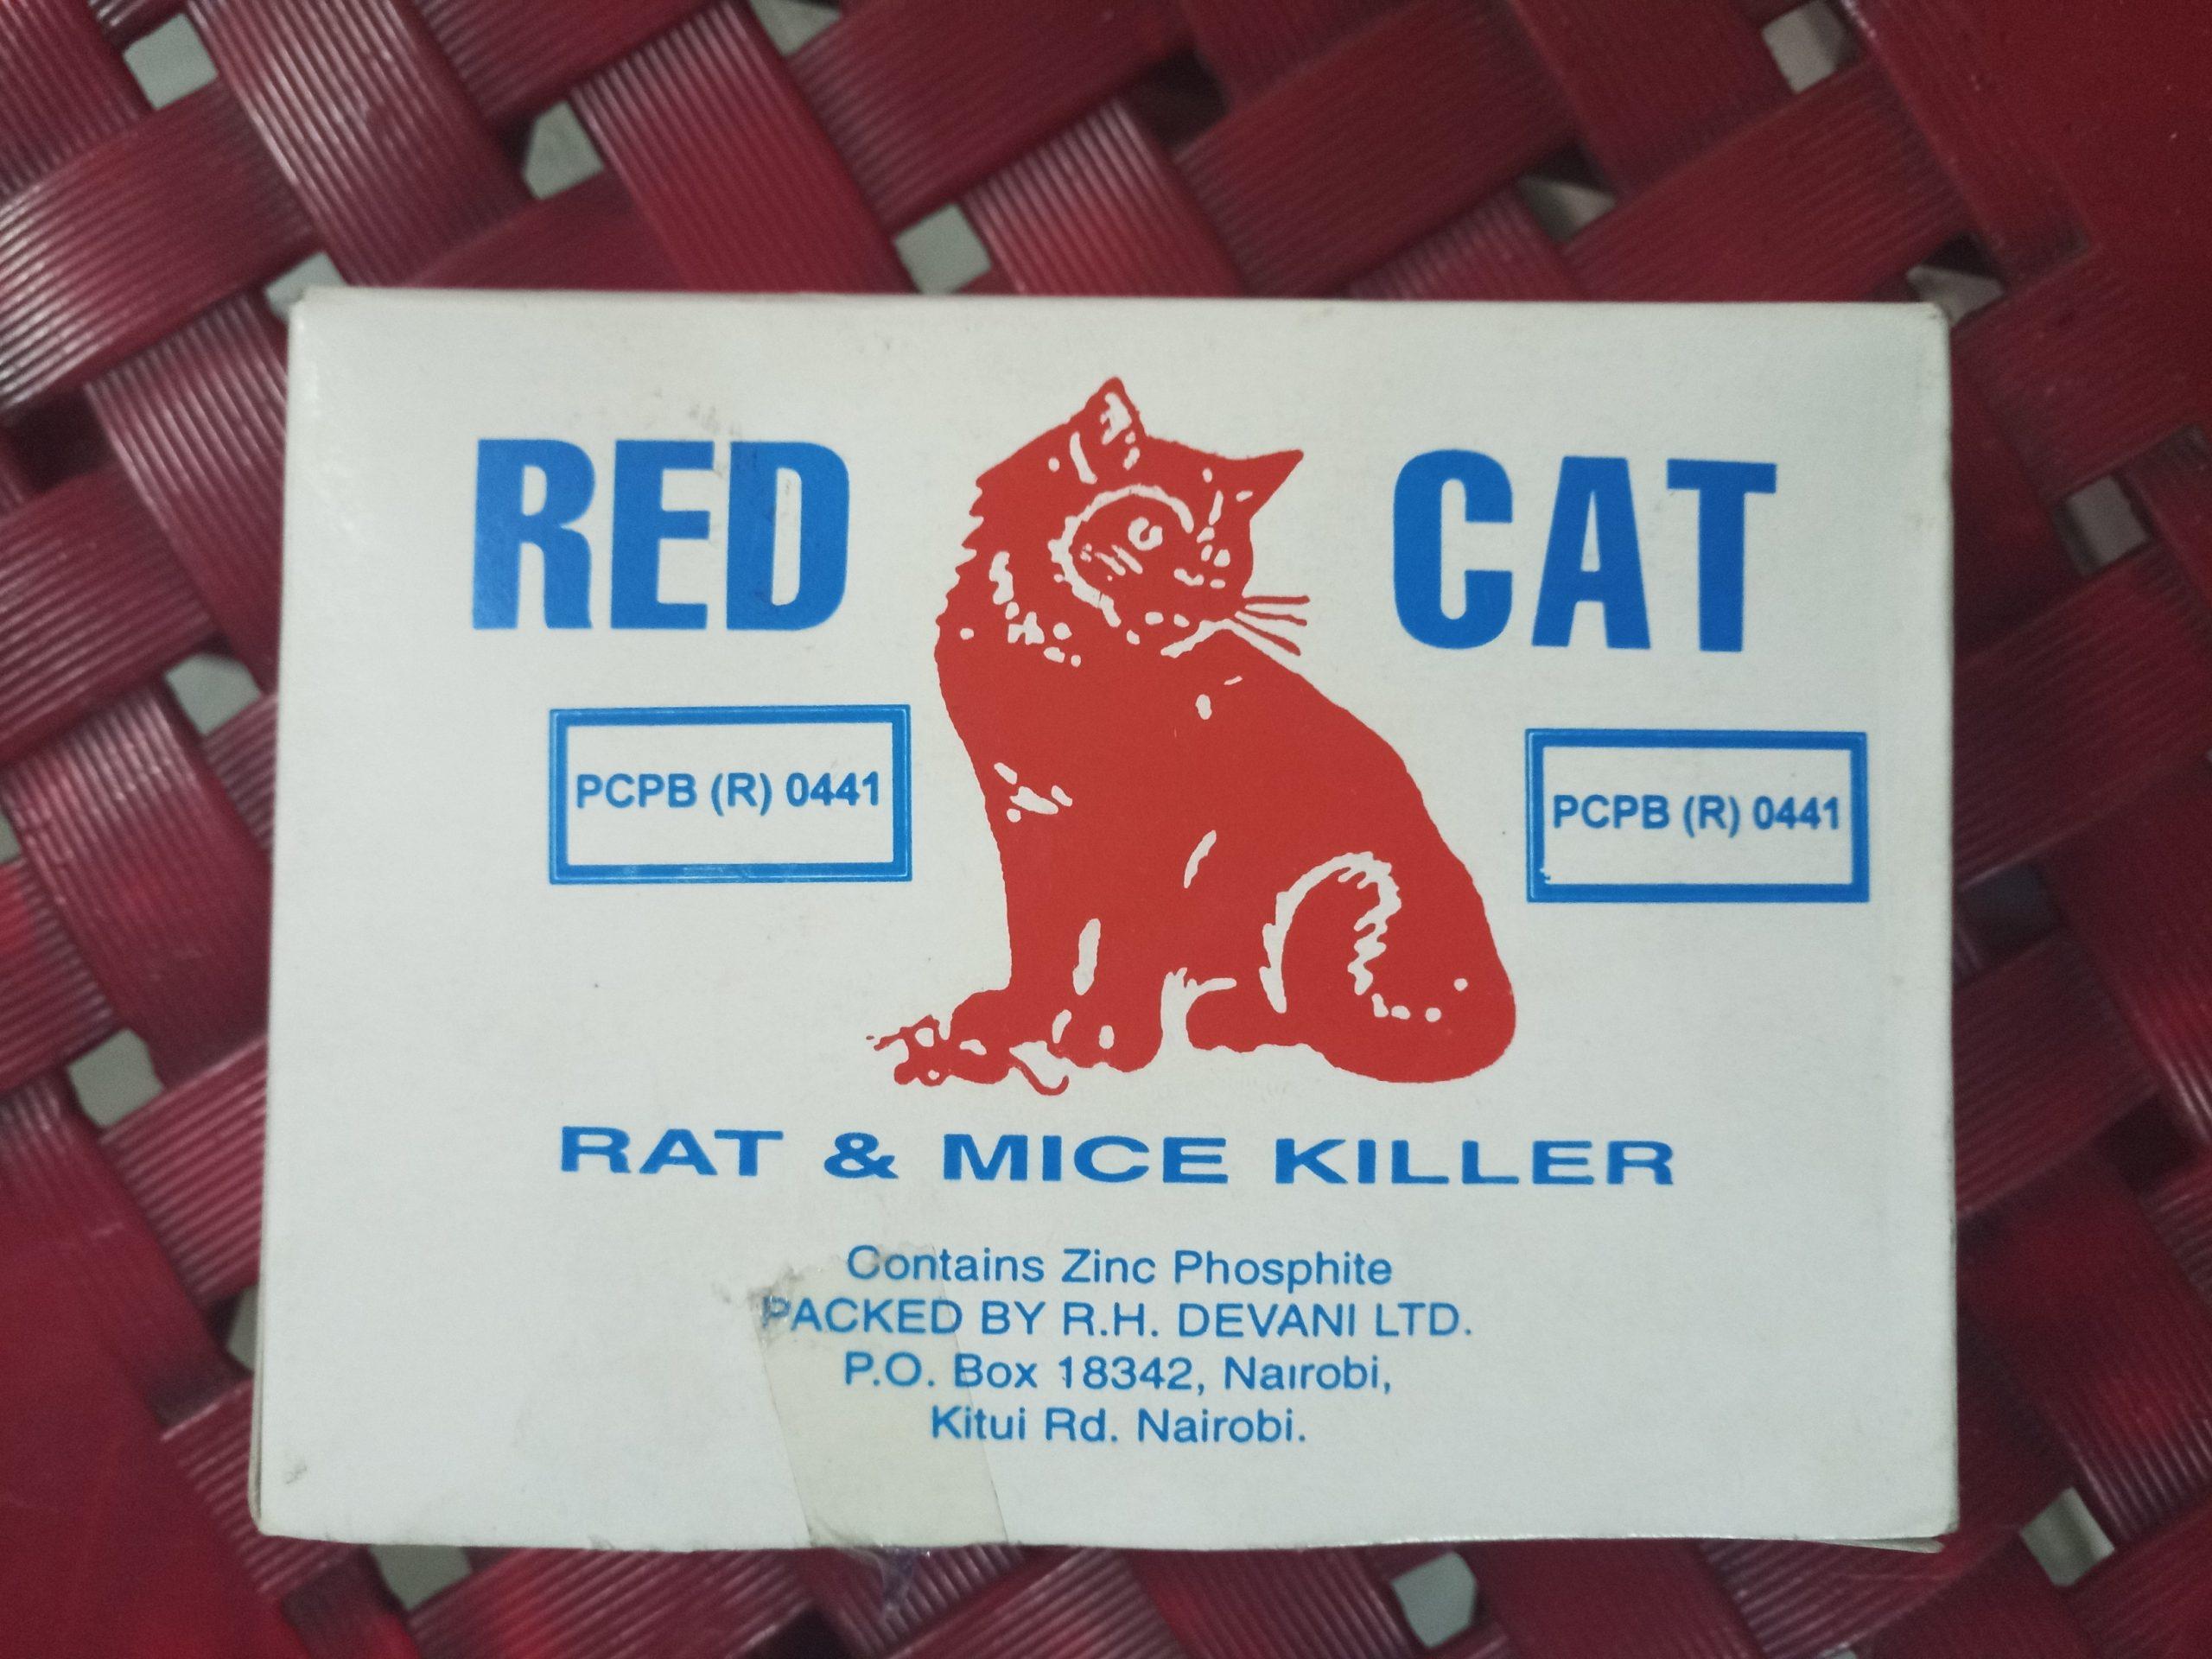 RED CAT
PCPB (R) 0441
PCPB (R) 0441
RAT & MICE KILLER
Contains Zinc Phosphite
PACKED BY R.H. DEVANI LTD.
P.O. Box 18342, Nairobi,
Kitui Rd. Nairobi.